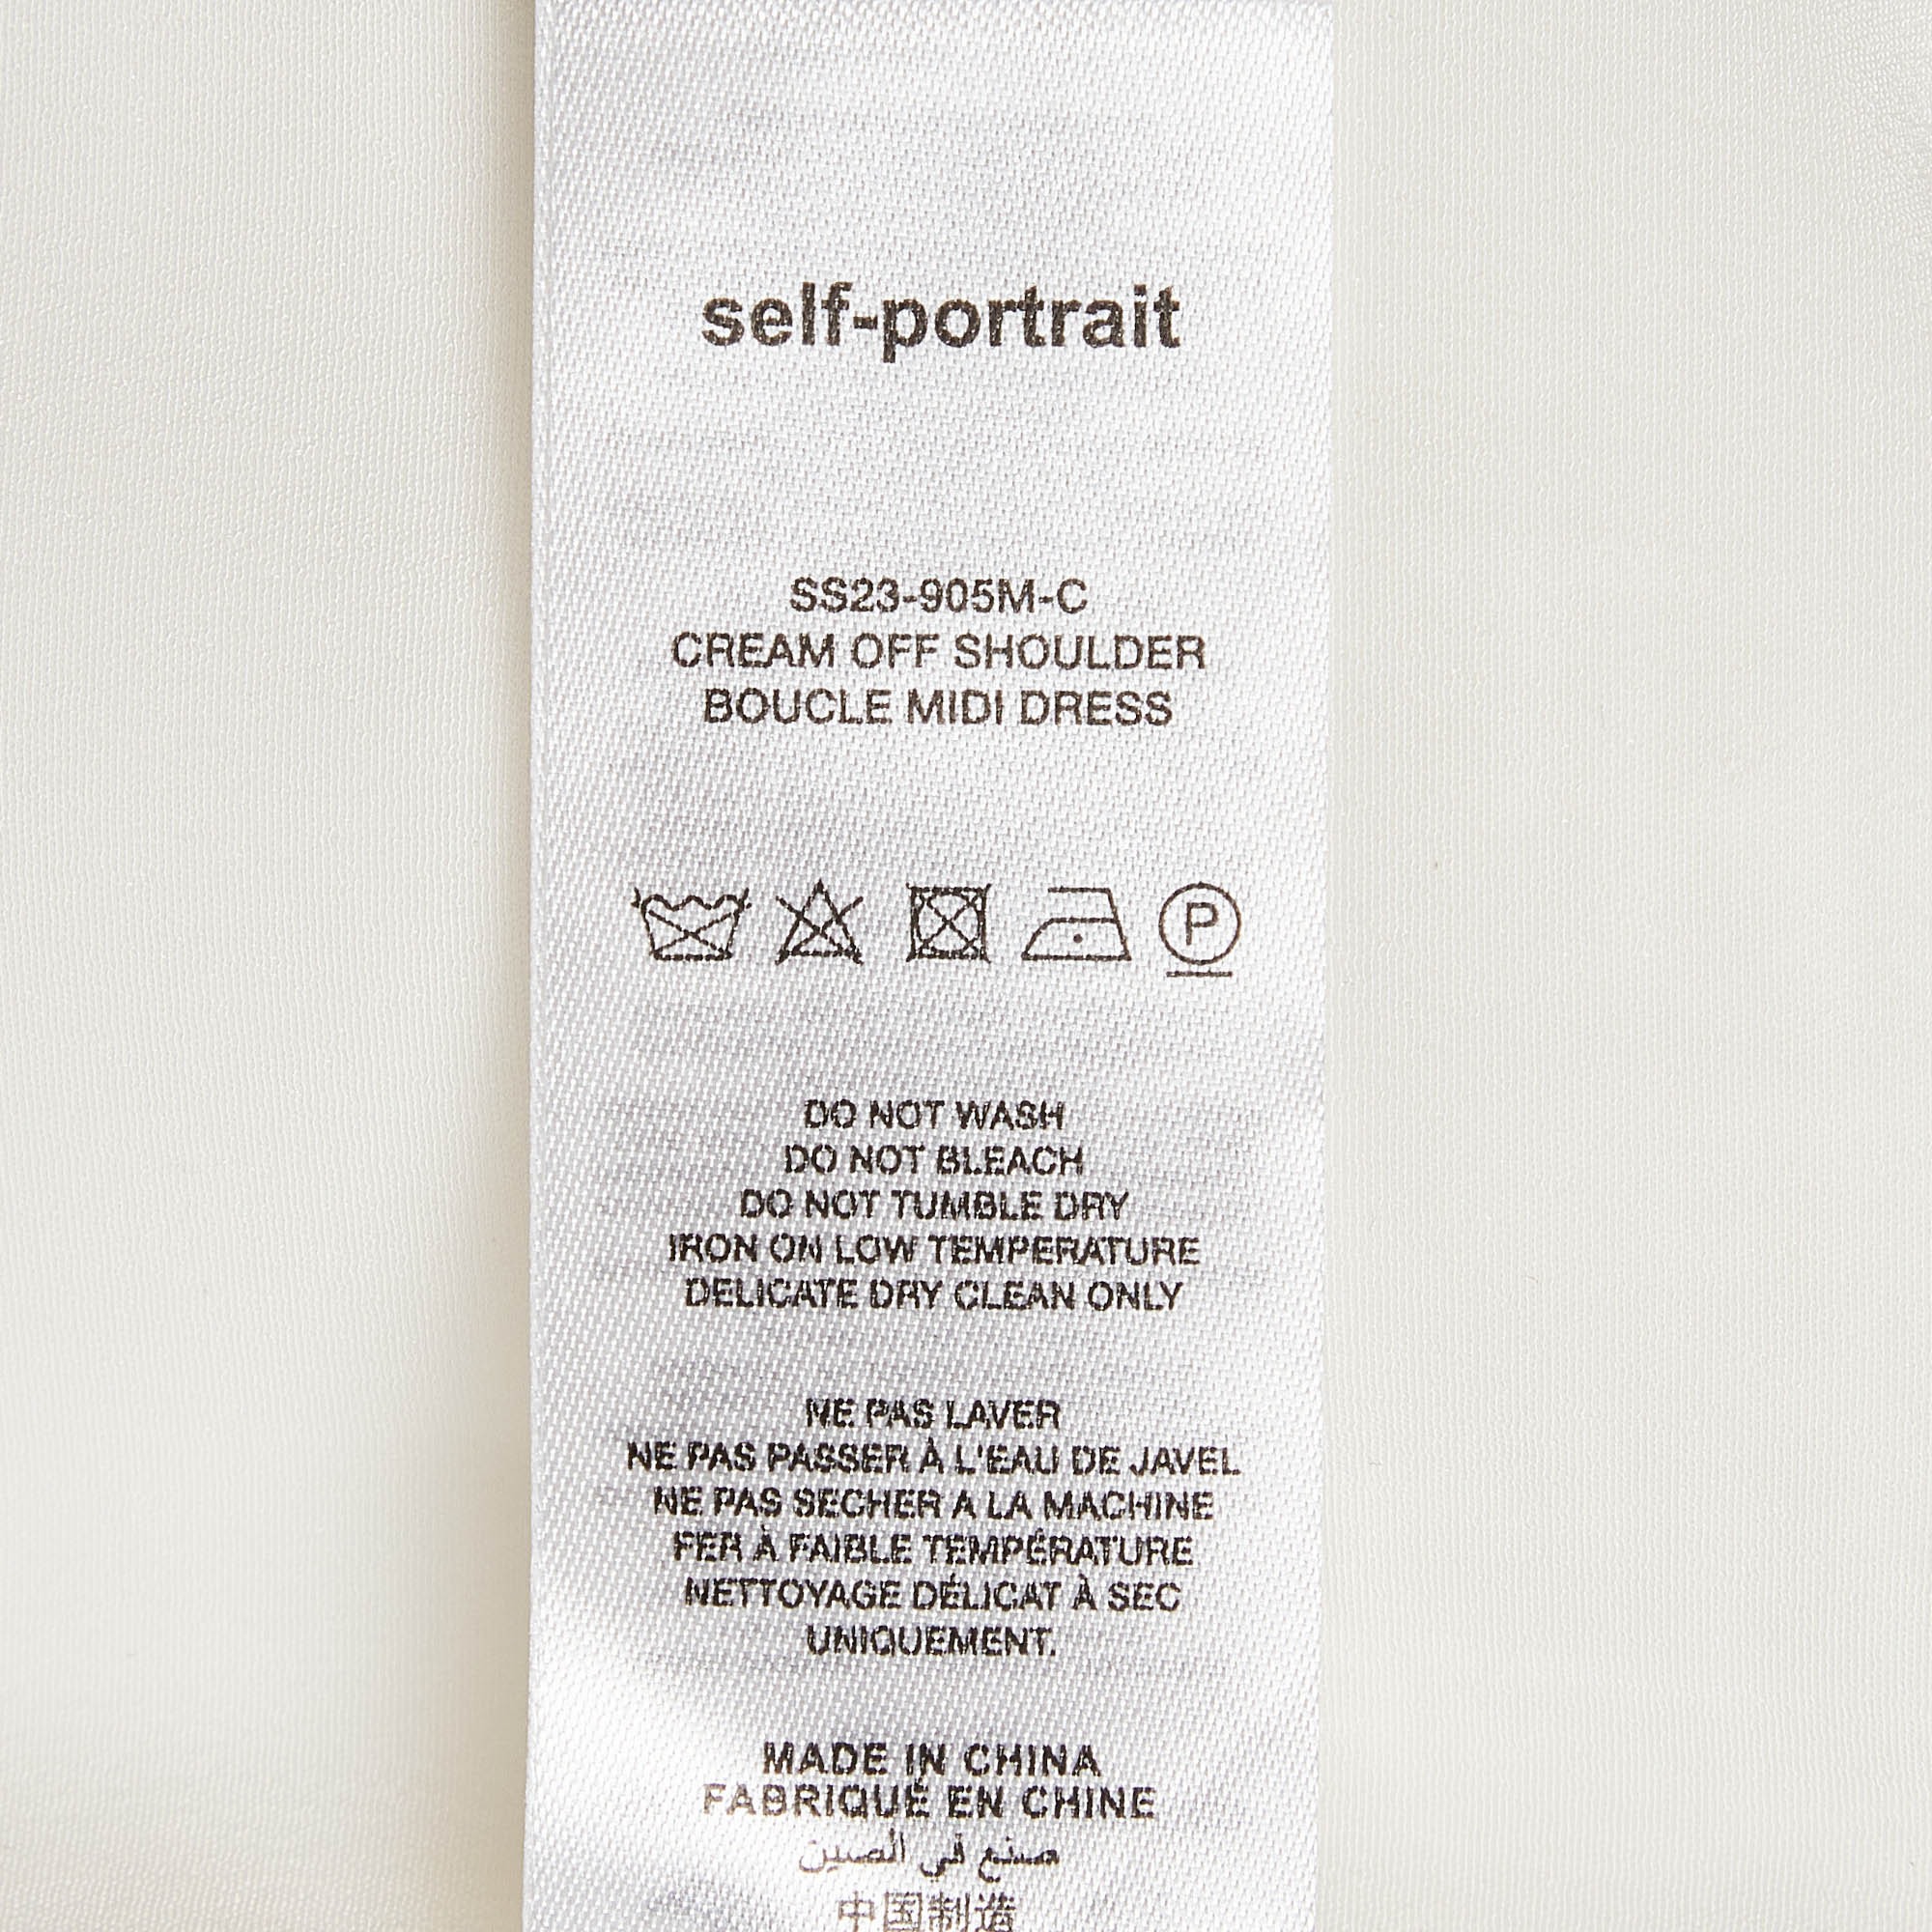 self-portrait
SS23-905M-C
CREAM OFF SHOULDER
BOUCLE MIDI DRESS
P
DO NOT WASH
DO NOT BLEACH
DO NOT TUMBLE DRY
IRON ON LOW TEMPERATURE
DELICATE DRY CLEAN ONLY
NE PAS LAVER
NE PAS PASSER À L'EAU DE JAVEL
NE PAS SECHER A LA MACHINE
FER À FAIBLE TEMPÉRATURE
NETTOYAGE DÉLICAT À SEC
UNIQUEMENT.
MADE IN CHINA
FABRIQUÉ EN CHINE
صنع في الصين
中国制造